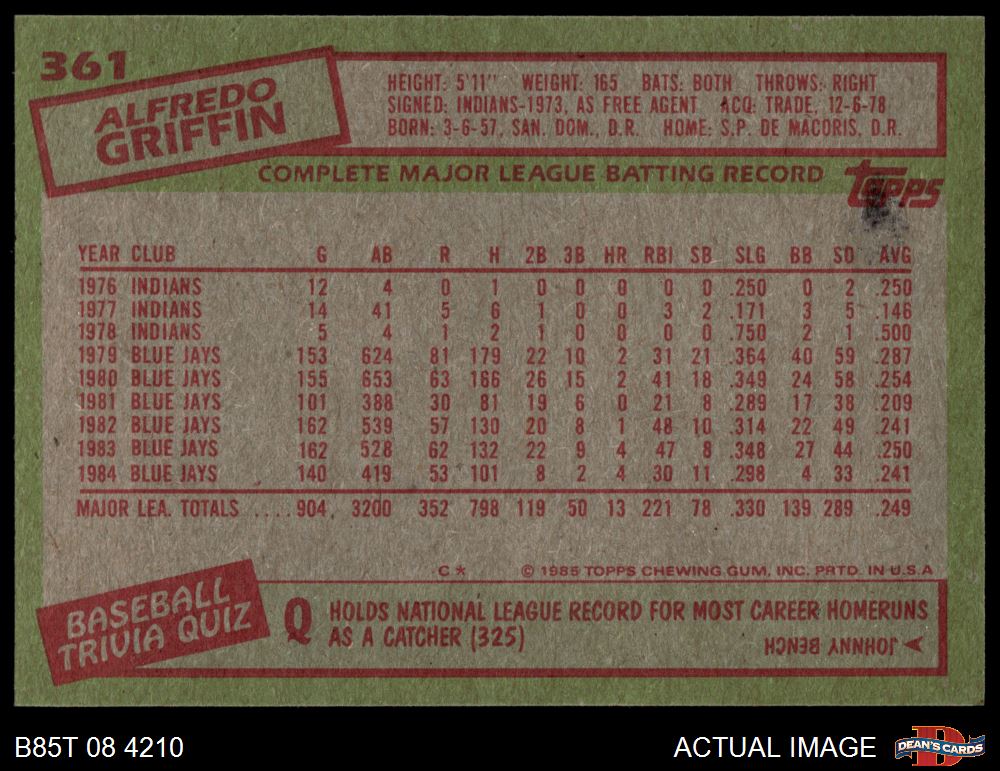 361
ALFREDO
GRIFFIN
HEIGHT: 5'11" WEIGHT: 165 BATS: BOTH THROWS: RIGHT
SIGNED: INDIANS-1973, AS FREE AGENT ACQ: TRADE, 12-6-78
BORN: 3-6-57, SAN. DOM., D.R. HOME: S.P. DE MACORIS, D.R.
COMPLETE MAJOR LEAGUE BATTING RECORD
topps
YEAR CLUB G AB R H 2B 3B HR RBI SB SLG BB SO AVG
1976 INDIANS 12 4 0 1 0 0 0 0 0 .250 0 2 .250
1977 INDIANS 14 41 5 6 1 0 0 3 2 .171 3 5 .146
1978 INDIANS 5 4 1 2 1 0 0 0 0 .750 2 1 .500
1979 BLUE JAYS 153 624 81 179 22 10 2 31 21 .364 40 59 .287
1980 BLUE JAYS 155 653 63 166 26 15 2 41 18 .349 24 58 .254
1981 BLUE JAYS 101 388 30 81 19 6 0 21 8 .289 17 38 .209
1982 BLUE JAYS 162 539 57 130 20 8 1 48 10 .314 22 49 .241
1983 BLUE JAYS 162 528 62 132 22 9 4 47 8 .348 27 44 .250
1984 BLUE JAYS 140 419 53 101 8 2 4 30 11 .298 4 33 .241
MAJOR LEA. TOTALS ....904 3200 352 798 119 50 13 221 78 .330 139 289 .249
C* © 1985 TOPPS CHEWING GUM, INC. PRTD. IN U.S.A
BASEBALL
TRIVIA QUIZ
Q HOLDS NATIONAL LEAGUE RECORD FOR MOST CAREER HOMERUNS
AS A CATCHER (325)
JOHNNY BENCH
B85T 08 4210
ACTUAL IMAGE
D
DEAN'S CARDS